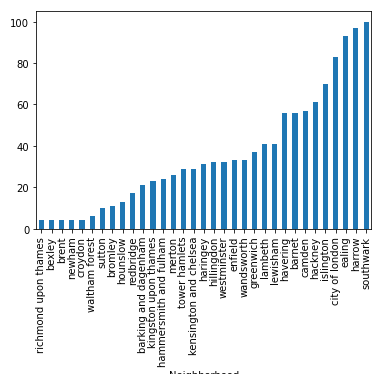 100
80
60
40
20
0
richmond upon thames
bexley
brent
newham
croydon
waltham forest
sutton
bromley
hounslow
redbridge
barking and dagenham
kingston upon thames
hammersmith and fulham
merton
tower hamlets
kensington and chelsea
haringey
hillingdon
westminster
enfield
wandsworth
greenwich
lambeth
lewisham
havering
barnet
camden
hackney
islington
city of london
ealing
harrow
southwark
Neighborhood